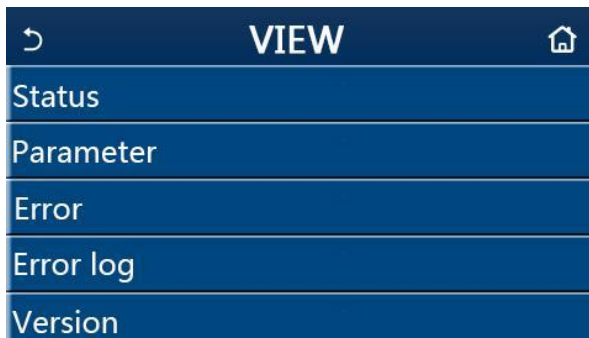 VIEW
Status
Parameter
Error
Error log
Version